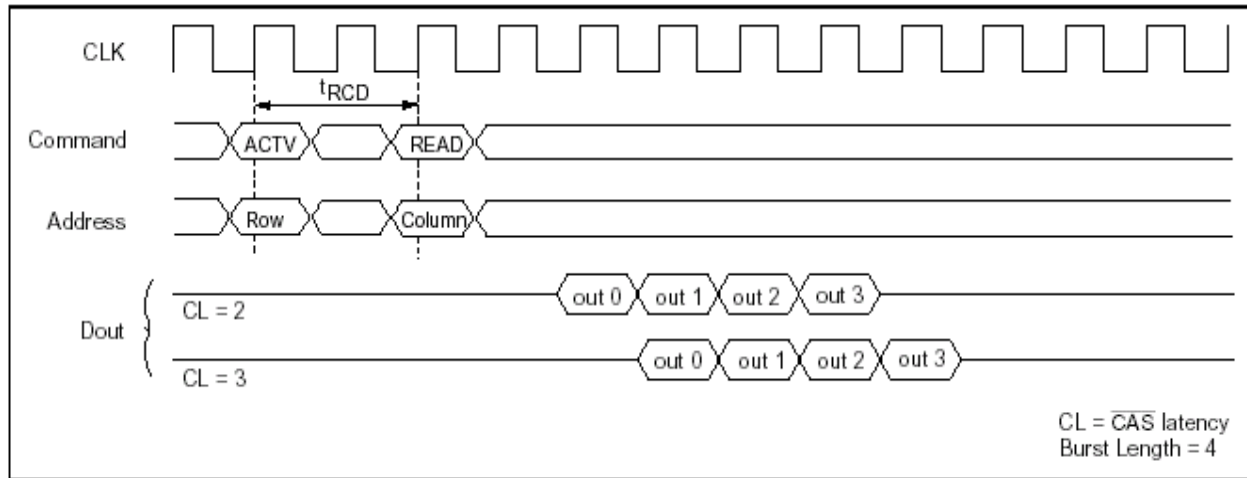 CLK
tRCD
Command ACTV READ
Address Row Column
Dout
CL = 2 out 0 out 1 out 2 out 3
CL = 3 out 0 out 1 out 2 out 3
CL = C̅A̅S̅ latency
Burst Length = 4